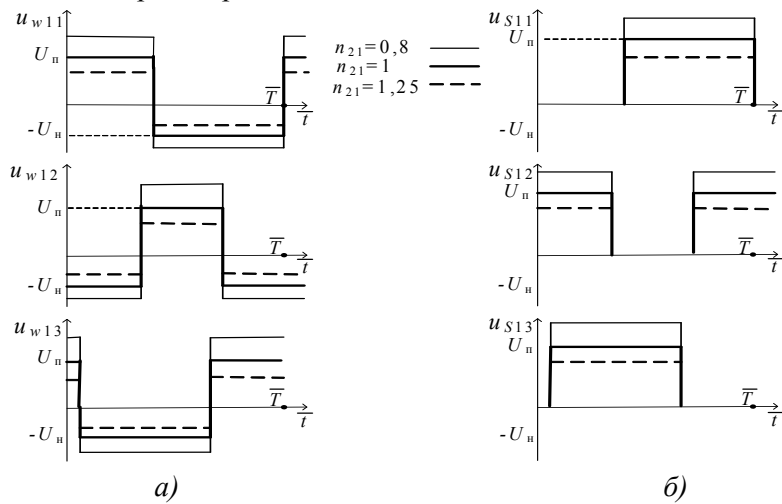 u w11
U п
T
t
-U н
n 21=0,8
n 21=1
n 21=1,25
u S11
U п
T
t
-U н
u w12
U п
T
t
-U н
u S12
U п
T
t
-U н
u w13
U п
T
t
-U н
u S13
U п
T
t
-U н
а)
б)